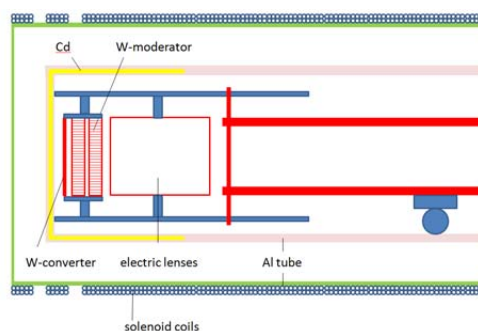 Cd
W-moderator
W-converter
electric lenses
Al tube
solenoid coils